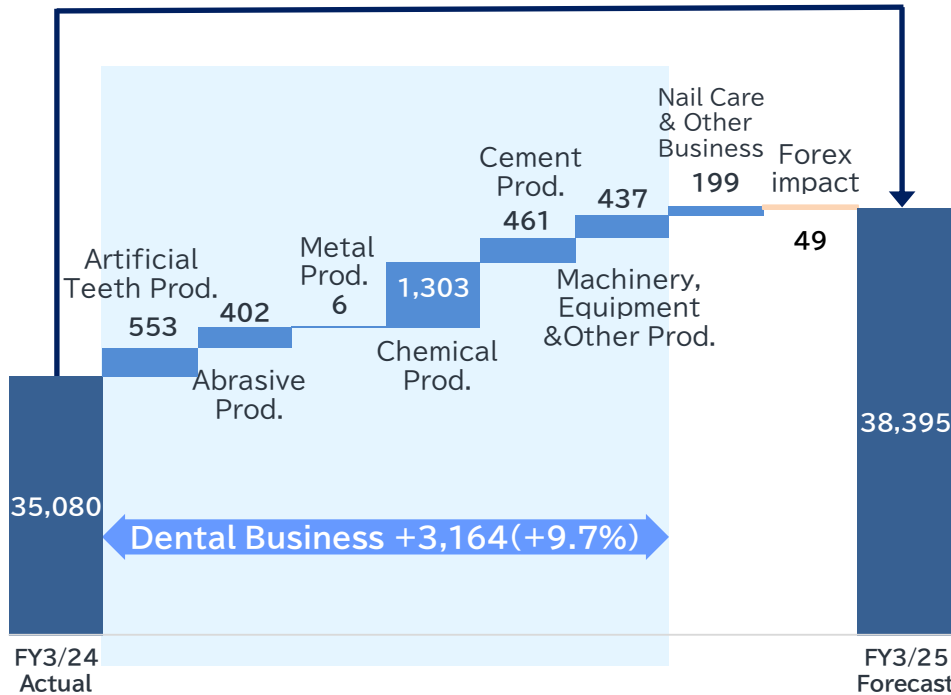 Nail Care
& Other
Business
199
Forex
impact
49
Cement
Prod.
461
437
Machinery,
Equipment
&Other Prod.
Metal
Prod.
6
1,303
Chemical
Prod.
Artificial
Teeth Prod.
553
402
Abrasive
Prod.
35,080
38,395
Dental Business +3,164(+9.7%)
FY3/24
Actual
FY3/25
Forecast